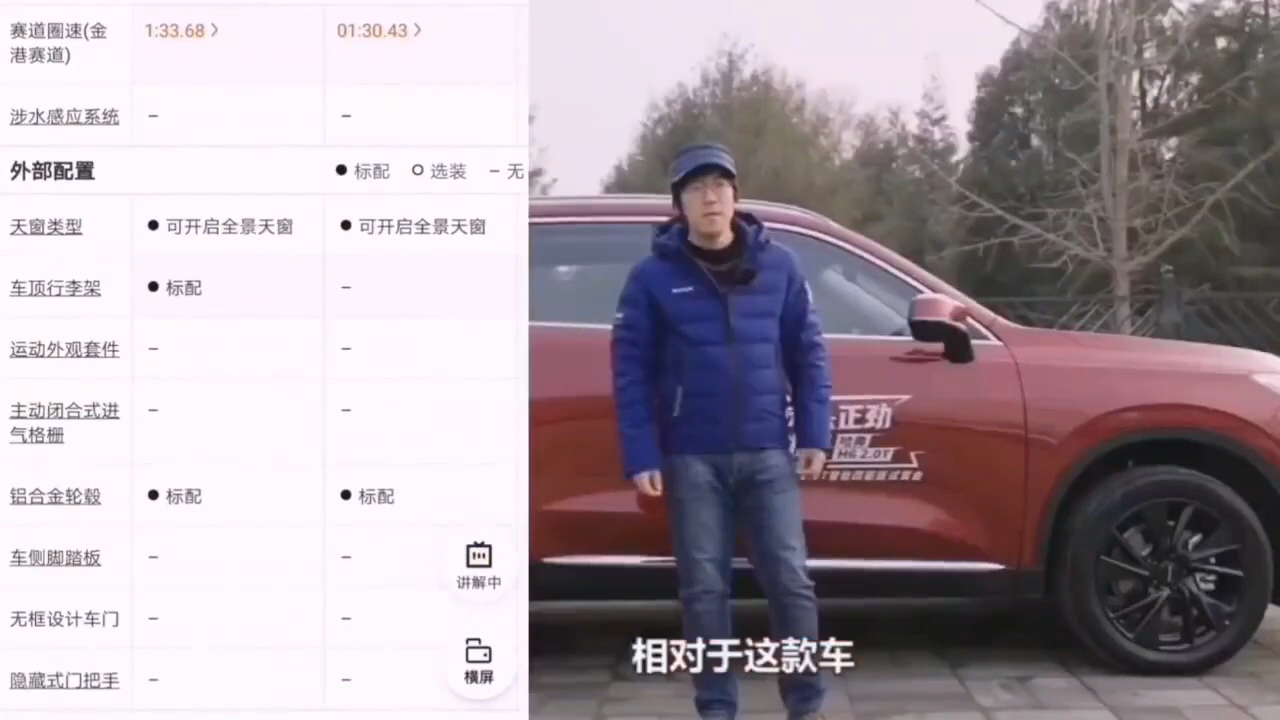 赛道圈速(金
港赛道)
1:33.68 >
01:30.43 >
涉水感应系统
–
–
外部配置
● 标配 ○ 选装 – 无
天窗类型
● 可开启全景天窗
● 可开启全景天窗
车顶行李架
● 标配
–
运动外观套件
–
–
主动闭合式进
气格栅
–
–
铝合金轮毂
● 标配
● 标配
车侧脚踏板
–
–
无框设计车门
–
–
隐藏式门把手
–
–
讲解中
横屏
正劲
H6 2.0T
相对于这款车